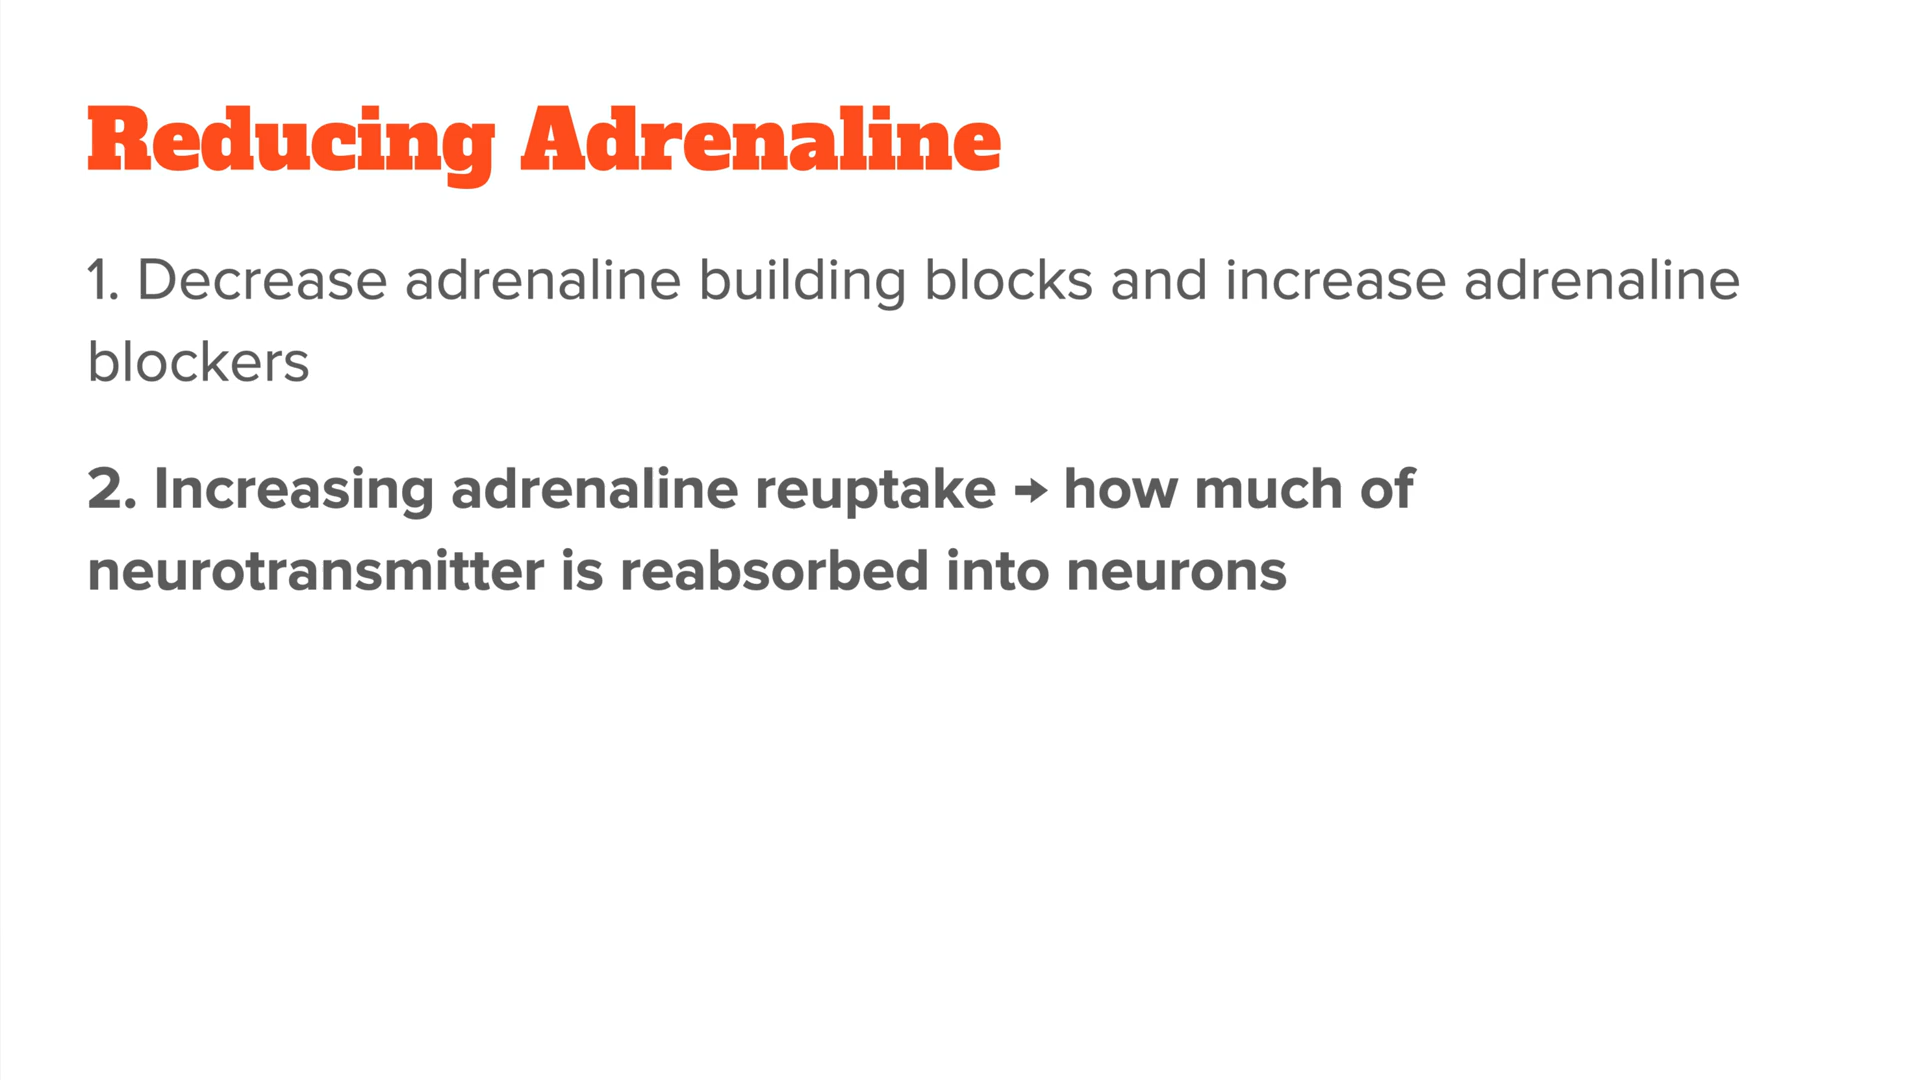 Reducing Adrenaline
1. Decrease adrenaline building blocks and increase adrenaline
blockers
2. Increasing adrenaline reuptake → how much of
neurotransmitter is reabsorbed into neurons